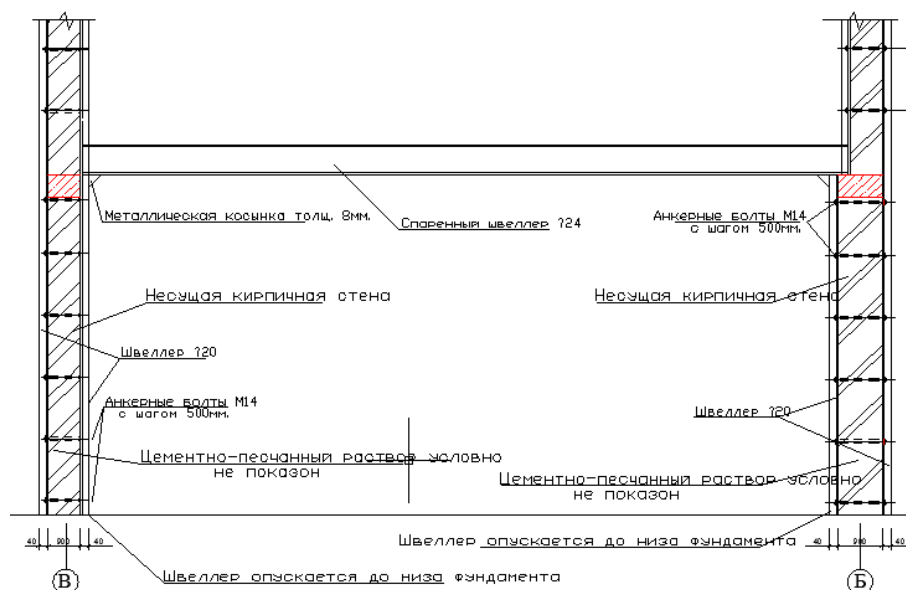 Металлическая косынка толщ. 8мм.
Спаренный швеллер ?24
Анкерные болты М14
с шагом 500мм.
Несущая кирпичная стена
Несущая кирпичная стена
Швеллер ?20
Анкерные болты М14
с шагом 500мм.
Швеллер ?20
Цементно-песчанный раствор условно
не показон
Цементно-песчанный раствор условно
не показон
40 900 40
40 900 40
Швеллер опускается до низа фундамента
Швеллер опускается до низа фундамента
В
Б